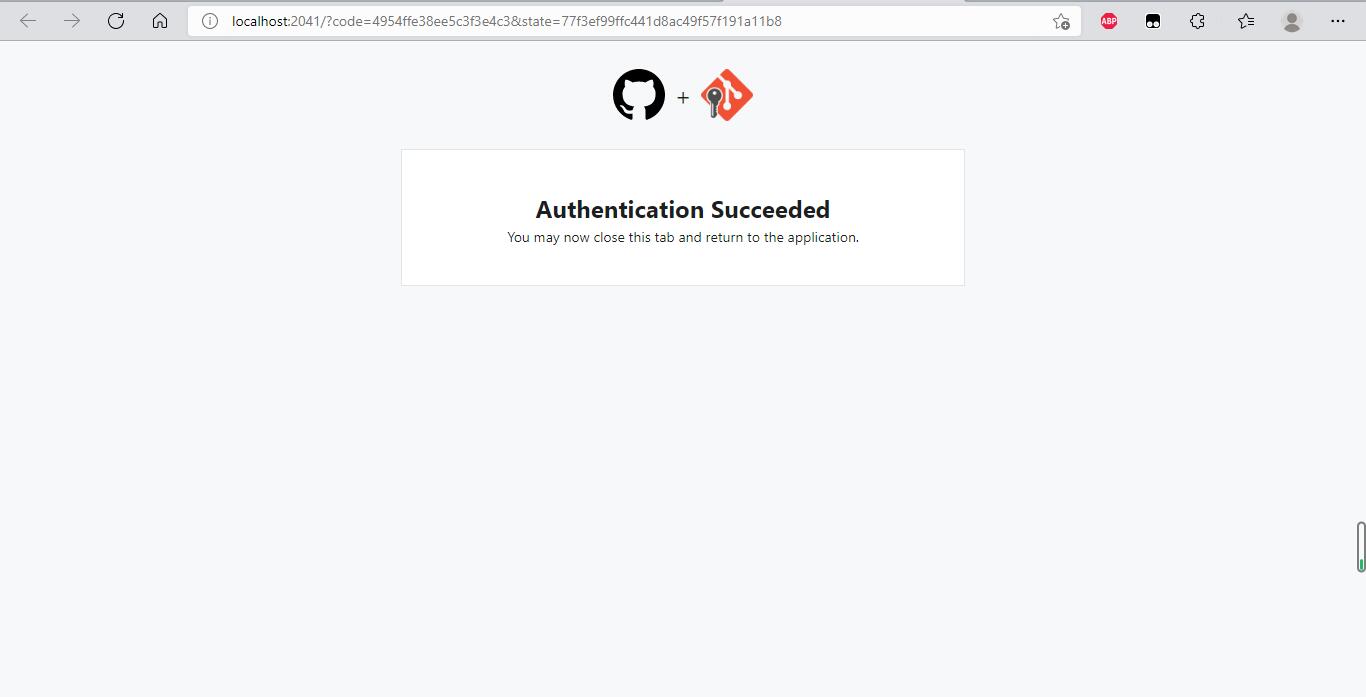 localhost:2041/?code=4954ffe38ee5c3f3e4c3&state=77f3ef99ffc441d8ac49f57f191a11b8
ABP
+
Authentication Succeeded
You may now close this tab and return to the application.